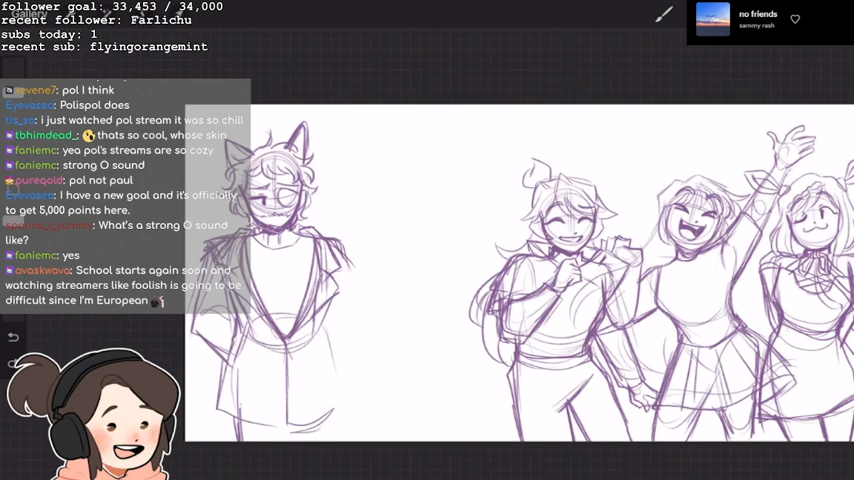 follower goal: 33,453 / 34,000
recent follower: Farlichu
subs today: 1
recent sub: flyingorangemint
no friends
sammy rash
pol I think
Eyevasea: Polispol does
i just watched pol stream it was so chill
tbhimdead_: thats so cool, whose skin
faniemc: yea pol's streams are so cozy
faniemc: strong O sound
pureqold: pol not paul
Eyevasea: I have a new goal and it's officially
to get 5,000 points here.
What's a strong O sound
like?
faniemc: yes
avaskwava: School starts again soon and
watching streamers like foolish is going to be
difficult since I'm European